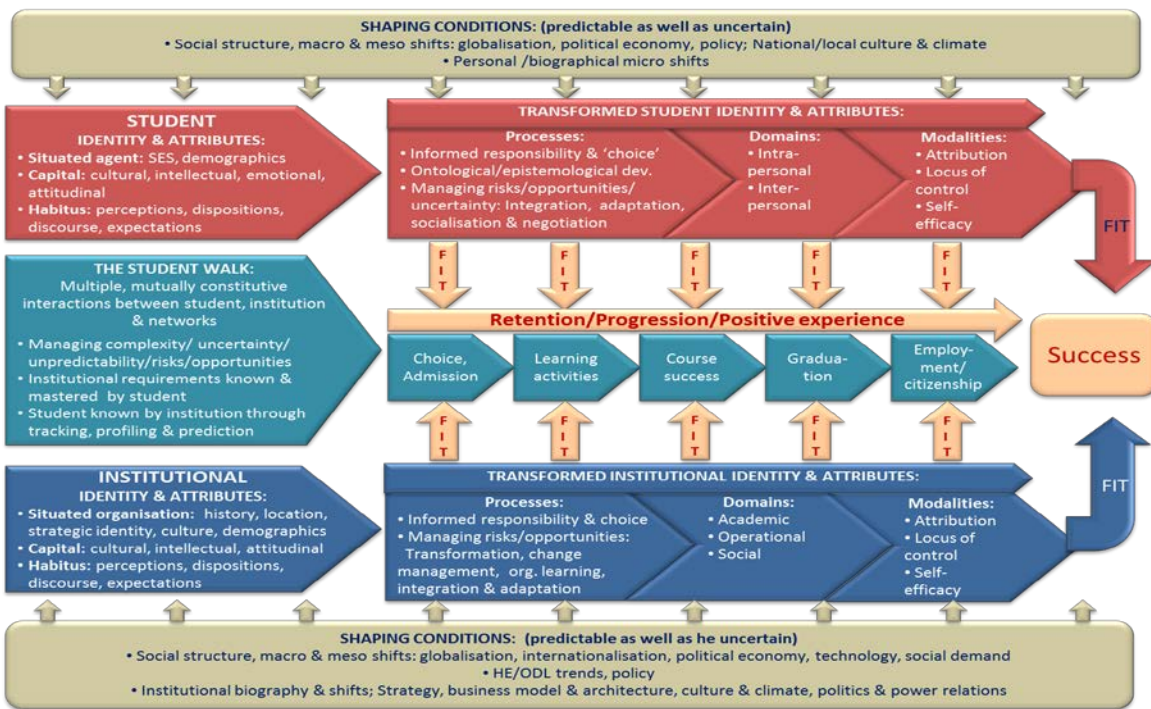 SHAPING CONDITIONS: (predictable as well as uncertain)
• Social structure, macro & meso shifts: globalisation, political economy, policy; National/local culture & climate
• Personal /biographical micro shifts
STUDENT
IDENTITY & ATTRIBUTES:
• Situated agent: SES, demographics
• Capital: cultural, intellectual, emotional,
attitudinal
• Habitus: perceptions, dispositions,
discourse, expectations
TRANSFORMED STUDENT IDENTITY & ATTRIBUTES:
Processes:
• Informed responsibility & ‘choice’
• Ontological/epistemological dev.
• Managing risks/opportunities/
uncertainty: Integration, adaptation,
socialisation & negotiation
Domains:
• Intra-
personal
• Inter-
personal
Modalities:
• Attribution
• Locus of
control
• Self-
efficacy
FIT
THE STUDENT WALK:
Multiple, mutually constitutive
interactions between student, institution
& networks
• Managing complexity/ uncertainty/
unpredictability/risks/opportunities
• Institutional requirements known &
mastered by student
• Student known by institution through
tracking, profiling & prediction
FIT
FIT
FIT
FIT
FIT
Retention/Progression/Positive experience
Choice,
Admission
Learning
activities
Course
success
Gradua-
tion
Employ-
ment/
citizenship
Success
FIT
FIT
FIT
FIT
FIT
INSTITUTIONAL
IDENTITY & ATTRIBUTES:
• Situated organisation: history, location,
strategic identity, culture, demographics
• Capital: cultural, intellectual, attitudinal
• Habitus: perceptions, dispositions,
discourse, expectations
TRANSFORMED INSTITUTIONAL IDENTITY & ATTRIBUTES:
Processes:
• Informed responsibility & choice
• Managing risks/opportunities:
Transformation, change
management, org. learning,
integration & adaptation
Domains:
• Academic
• Operational
• Social
Modalities:
• Attribution
• Locus of
control
• Self-
efficacy
FIT
SHAPING CONDITIONS: (predictable as well as he uncertain)
• Social structure, macro & meso shifts: globalisation, internationalisation, political economy, technology, social demand
• HE/ODL trends, policy
• Institutional biography & shifts; Strategy, business model & architecture, culture & climate, politics & power relations